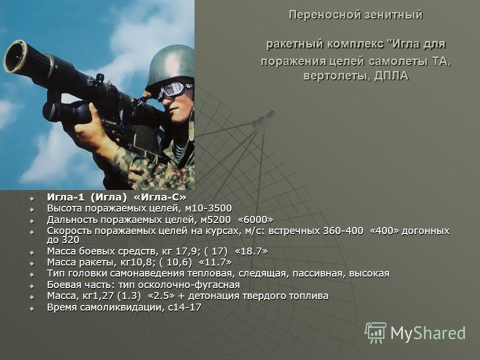 Переносной зенитный
ракетный комплекс "Игла для
поражения целей самолеты ТА,
вертолеты, ДПЛА
Игла-1 (Игла) «Игла-С»
Высота поражаемых целей, м10-3500
Дальность поражаемых целей, м5200 «6000»
Скорость поражаемых целей на курсах, м/с: встречных 360-400 «400» догонных
до 320
Масса боевых средств, кг 17,9; ( 17) «18.7»
Масса ракеты, кг10,8; ( 10,6) «11.7»
Тип головки самонаведения тепловая, следящая, пассивная, высокая
Боевая часть: тип осколочно-фугасная
Масса, кг1,27 (1.3) «2.5» + детонация твердого топлива
Время самоликвидации, с14-17
MyShared